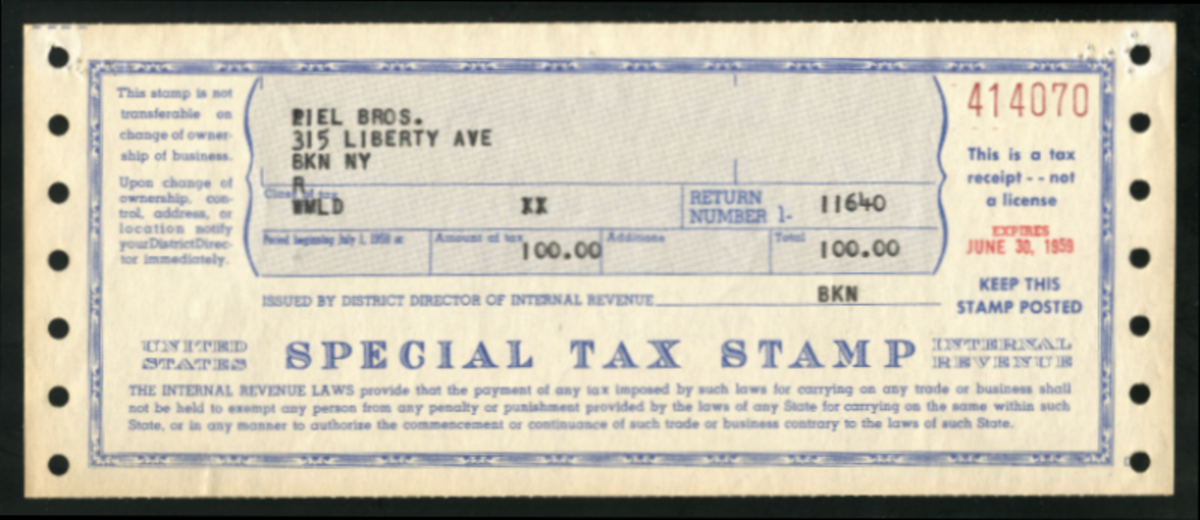 This stamp is not
transferable on
change of owner-
ship of business.
Upon change of
ownership, con-
trol, address, or
location notify
your District Direc-
tor immediately.
PIEL BROS.
315 LIBERTY AVE
BKN NY
R
Class of tax
WMLD XX
RETURN
NUMBER 1- 11640
Period beginning July 1, 1958 or
Amount of tax
100.00
Additions
Total
100.00
ISSUED BY DISTRICT DIRECTOR OF INTERNAL REVENUE BKN
414070
This is a tax
receipt - - not
a license
EXPIRES
JUNE 30, 1959
KEEP THIS
STAMP POSTED
UNITED
STATES
SPECIAL TAX STAMP
INTERNAL
REVENUE
THE INTERNAL REVENUE LAWS provide that the payment of any tax imposed by such laws for carrying on any trade or business shall
not be held to exempt any person from any penalty or punishment provided by the laws of any State for carrying on the same within such
State, or in any manner to authorize the commencement or continuance of such trade or business contrary to the laws of such State.